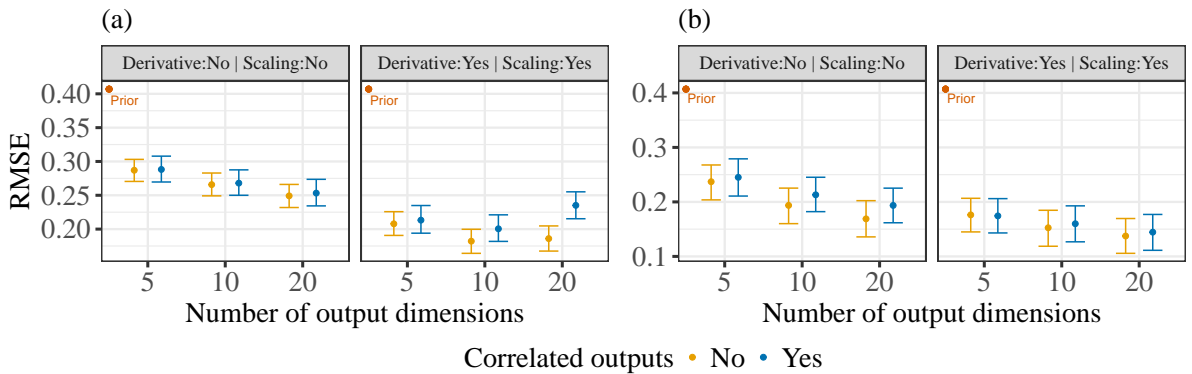 (a)
Derivative:No | Scaling:No
Derivative:Yes | Scaling:Yes
RMSE
0.40
0.35
0.30
0.25
0.20
Prior
Prior
5
10
20
5
10
20
Number of output dimensions
(b)
Derivative:No | Scaling:No
Derivative:Yes | Scaling:Yes
0.4
0.3
0.2
0.1
Prior
Prior
5
10
20
5
10
20
Number of output dimensions
Correlated outputs No Yes